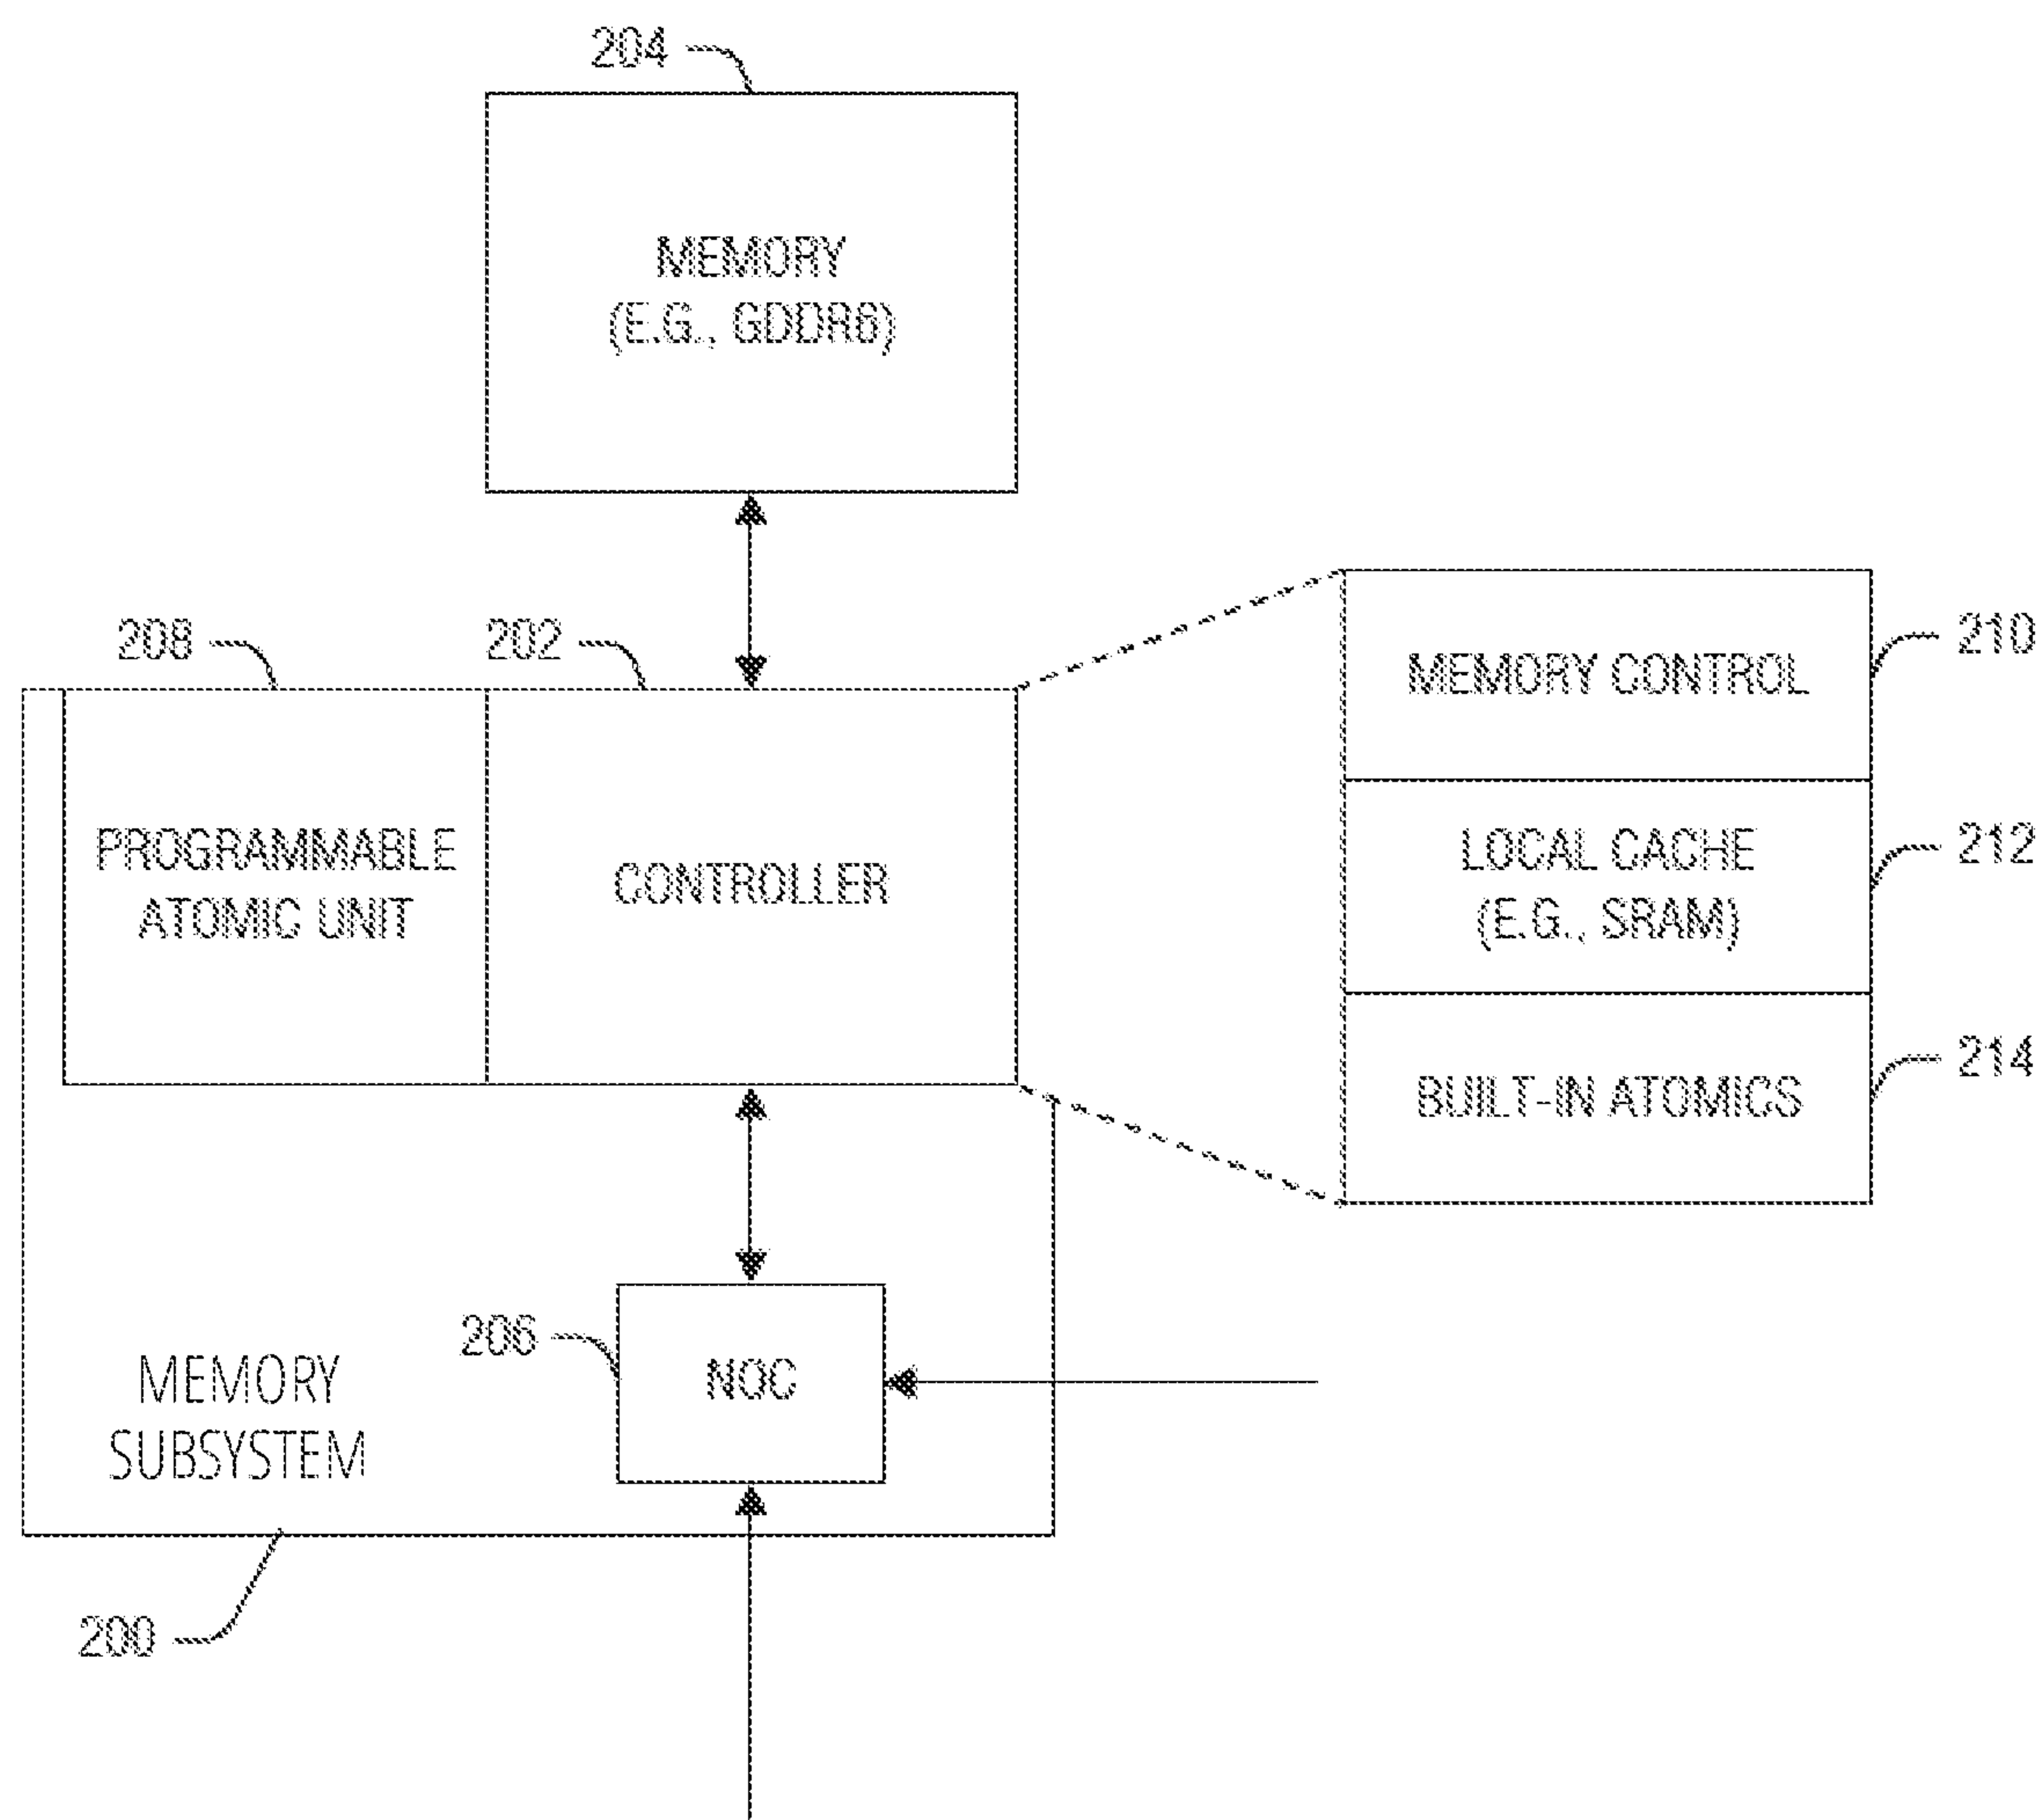 204
MEMORY
(E.G., GDDR6)
208
202
210
MEMORY CONTROL
PROGRAMMABLE
ATOMIC UNIT
CONTROLLER
LOCAL CACHE
(E.G., SRAM)
212
BUILT-IN ATOMICS
214
206
NOC
MEMORY
SUBSYSTEM
200